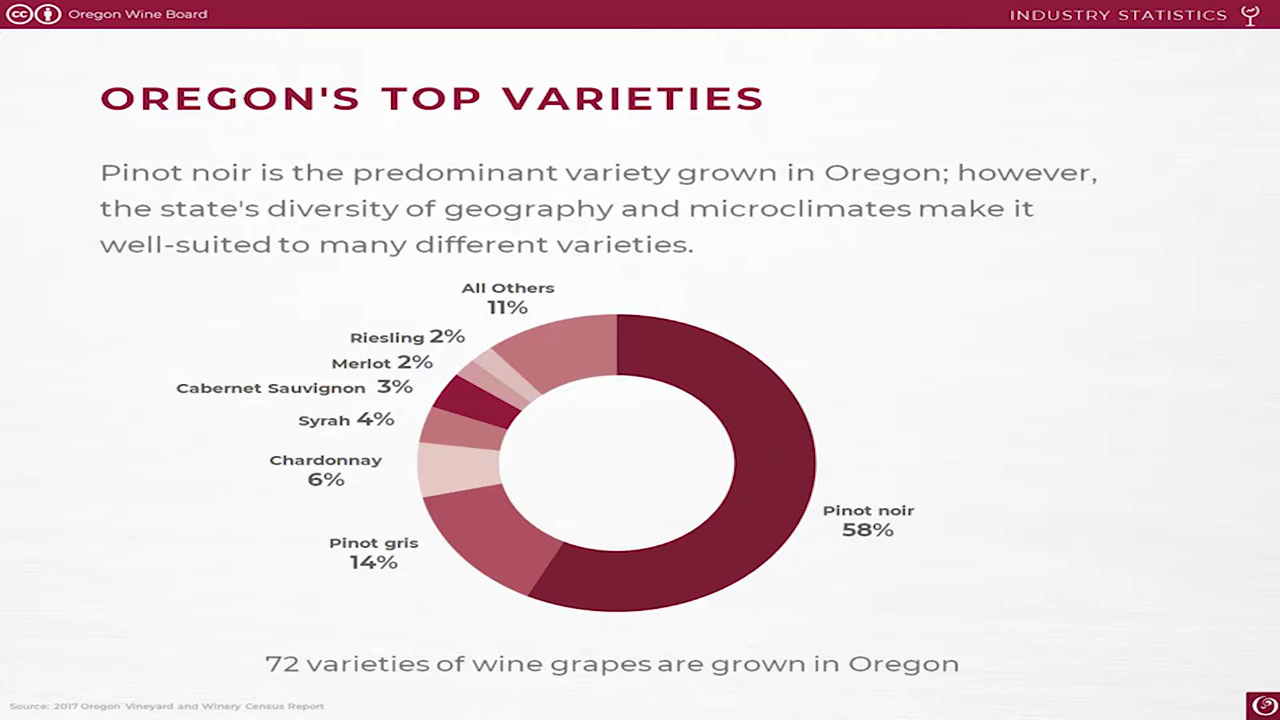 Oregon Wine Board
INDUSTRY STATISTICS
OREGON'S TOP VARIETIES
Pinot noir is the predominant variety grown in Oregon; however,
the state's diversity of geography and microclimates make it
well-suited to many different varieties.
All Others
11%
Riesling 2%
Merlot 2%
Cabernet Sauvignon 3%
Syrah 4%
Chardonnay
6%
Pinot gris
14%
Pinot noir
58%
72 varieties of wine grapes are grown in Oregon
Source: 2017 Oregon Vineyard and Winery Census Report